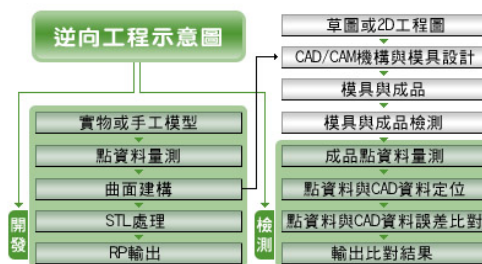 逆向工程示意圖
開發
實物或手工模型
點資料量測
曲面建構
STL處理
RP輸出
檢測
草圖或2D工程圖
CAD/CAM機構與模具設計
模具與成品
模具與成品檢測
成品點資料量測
點資料與CAD資料定位
點資料與CAD資料誤差比對
輸出比對結果